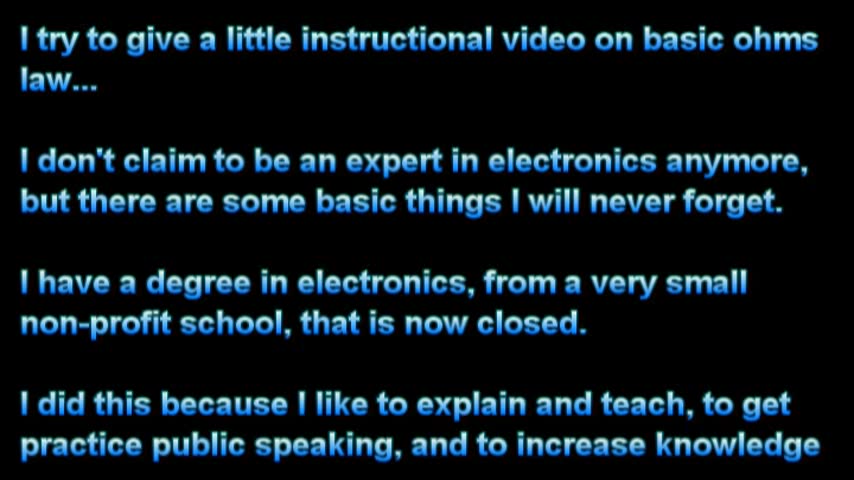 I try to give a little instructional video on basic ohms
law...
I don't claim to be an expert in electronics anymore,
but there are some basic things I will never forget.
I have a degree in electronics, from a very small
non-profit school, that is now closed.
I did this because I like to explain and teach, to get
practice public speaking, and to increase knowledge